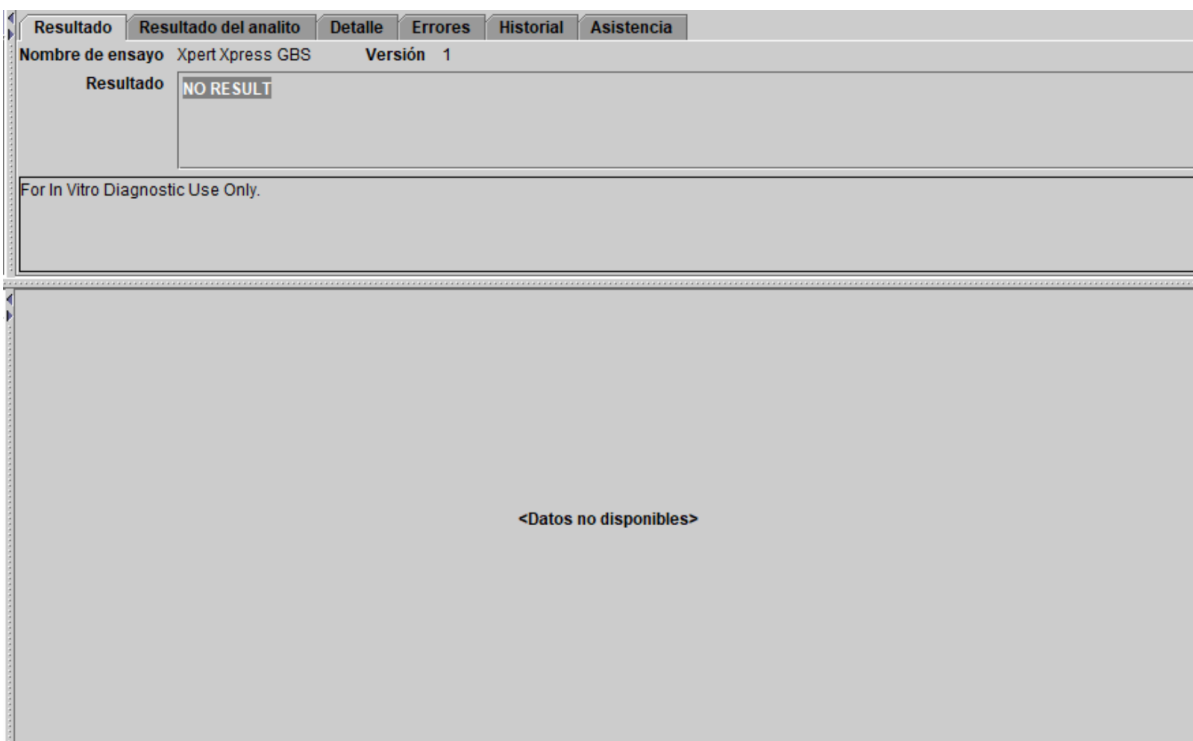 Resultado Resultado del analito Detalle Errores Historial Asistencia
Nombre de ensayo Xpert Xpress GBS Versión 1
Resultado NO RESULT
For In Vitro Diagnostic Use Only.
<Datos no disponibles>